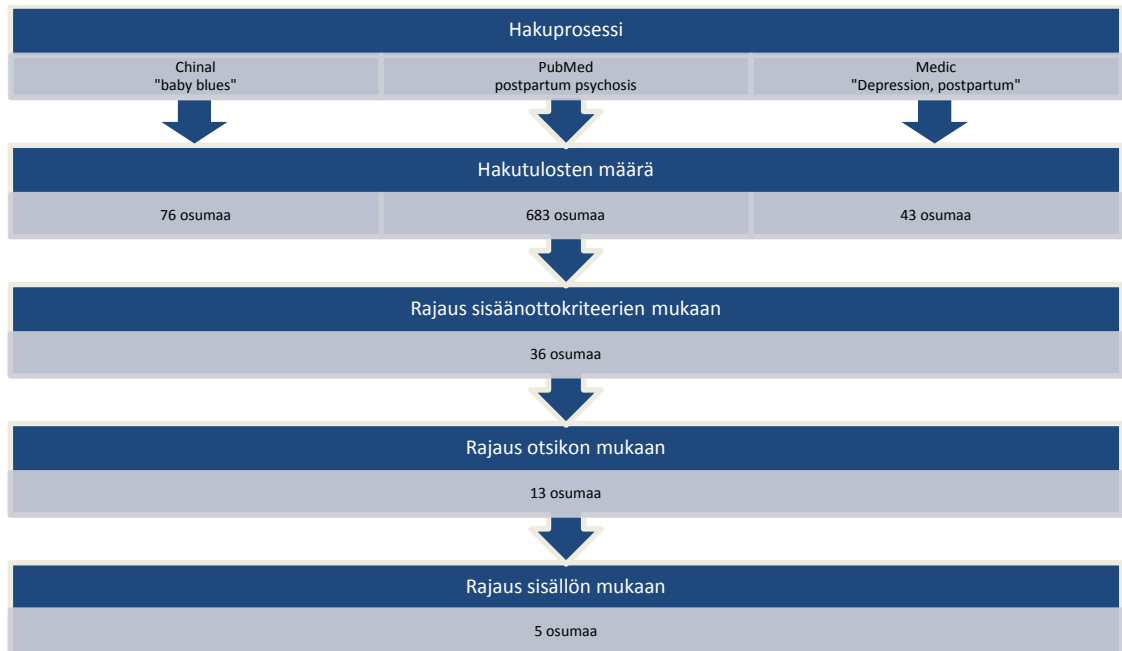 Hakuprosessi
Chinal
"baby blues"
PubMed
postpartum psychosis
Medic
"Depression, postpartum"
Hakutulosten määrä
76 osumaa
683 osumaa
43 osumaa
Rajaus sisäänottokriteerien mukaan
36 osumaa
Rajaus otsikon mukaan
13 osumaa
Rajaus sisällön mukaan
5 osumaa